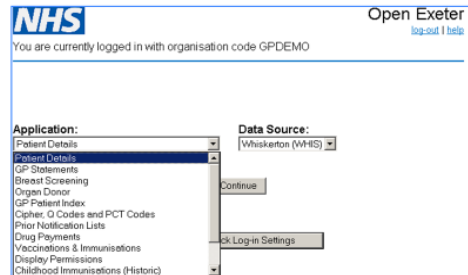 NHS
Open Exeter
log-out | help
You are currently logged in with organisation code GPDEMO
Application:
Data Source:
Patient Details
Whiskerton (WHIS)
Patient Details
GP Statements
Breast Screening
Continue
Organ Donor
GP Patient Index
Cipher, Q Codes and PCT Codes
Prior Notification Lists
Drug Payments
ck Log-in Settings
Vaccinations & Immunisations
Display Permissions
Childhood Immunisations (Historic)